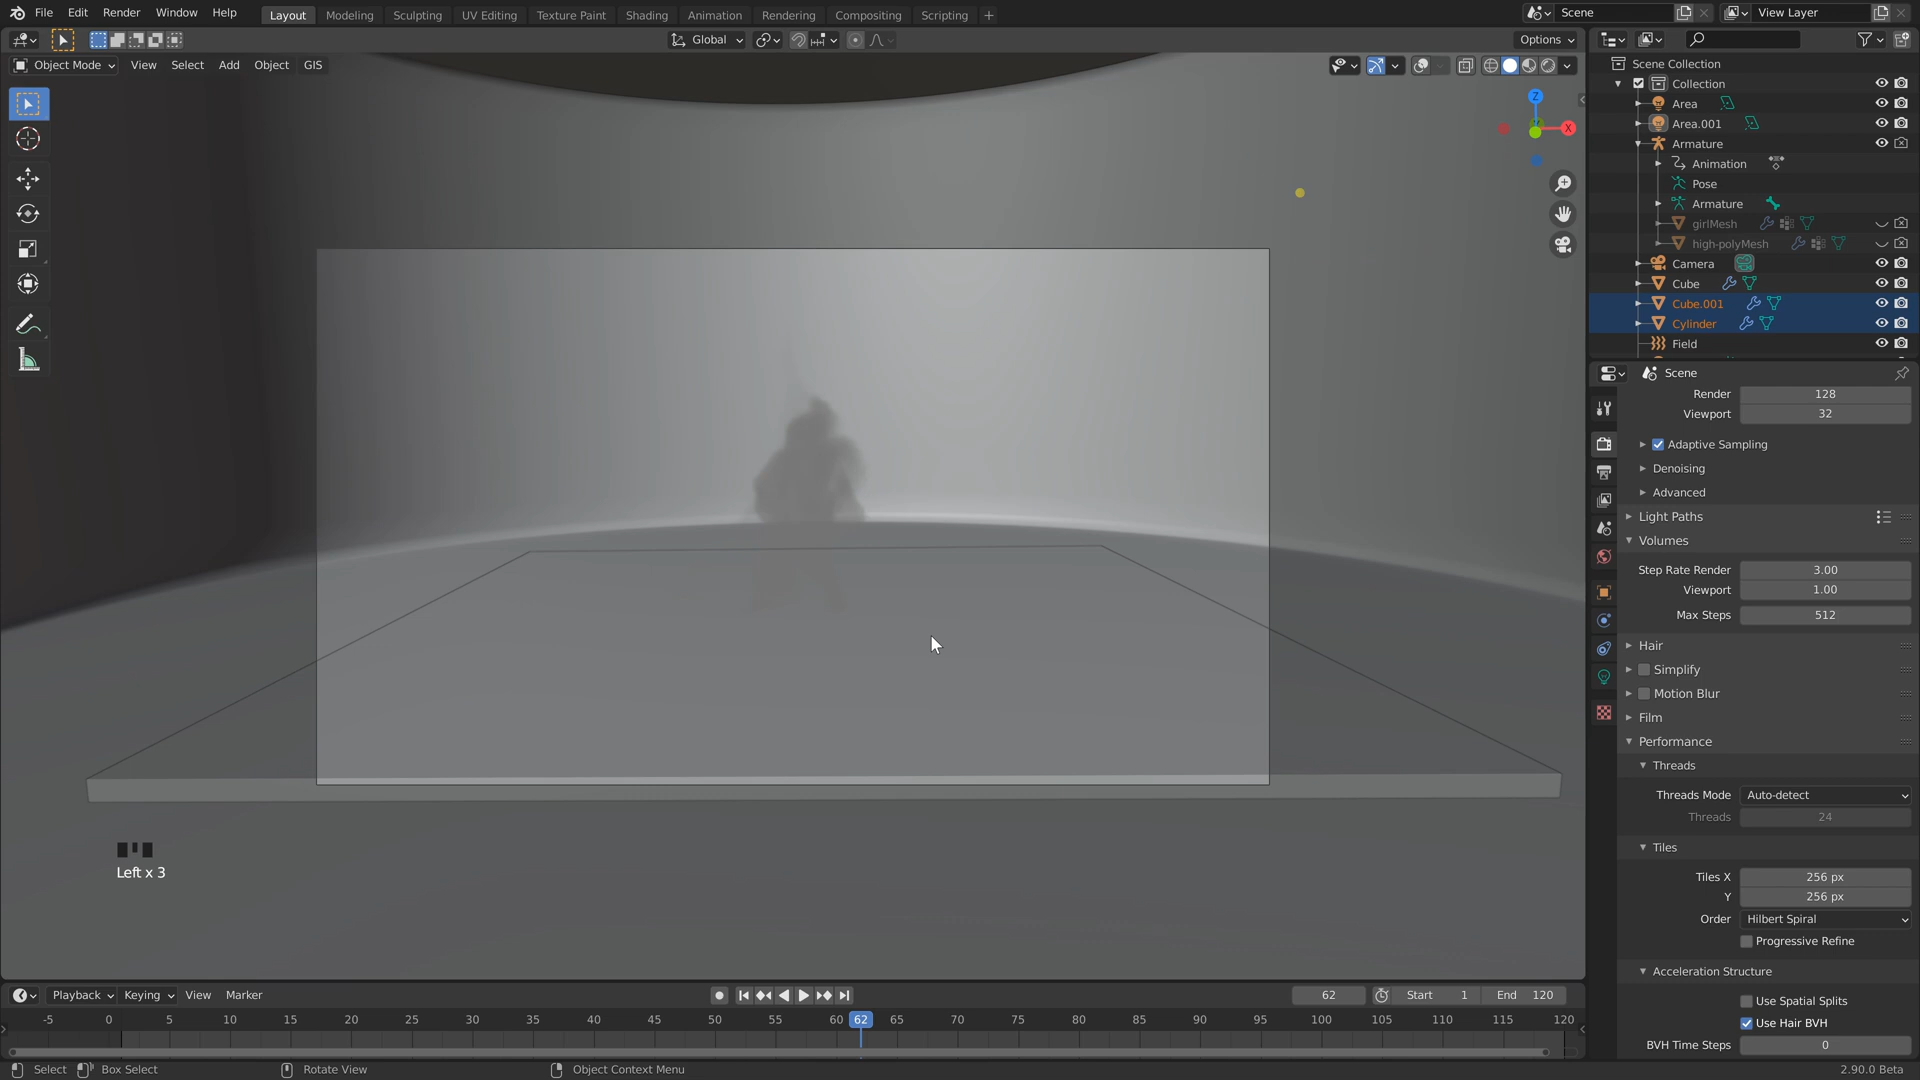 File Edit Render Window Help Layout Modeling Sculpting UV Editing Texture Paint Shading Animation Rendering Compositing Scripting + Scene View Layer
Global Options
Object Mode View Select Add Object GIS
Z
X
Scene Collection
Collection
Area
Area.001
Armature
Animation
Pose
Armature
girlMesh
high-polyMesh
Camera
Cube
Cube.001
Cylinder
Field
Scene
Render 128
Viewport 32
Adaptive Sampling
Denoising
Advanced
Light Paths
Volumes
Step Rate Render 3.00
Viewport 1.00
Max Steps 512
Hair
Simplify
Motion Blur
Film
Performance
Threads
Threads Mode Auto-detect
Threads 24
Tiles
Tiles X 256 px
Y 256 px
Order Hilbert Spiral
Progressive Refine
Acceleration Structure
Use Spatial Splits
Use Hair BVH
BVH Time Steps 0
Left x 3
Playback Keying View Marker 62 Start 1 End 120
-5 0 5 10 15 20 25 30 35 40 45 50 55 60 62 65 70 75 80 85 90 95 100 105 110 115 120
Select Box Select Rotate View Object Context Menu 2.90.0 Beta